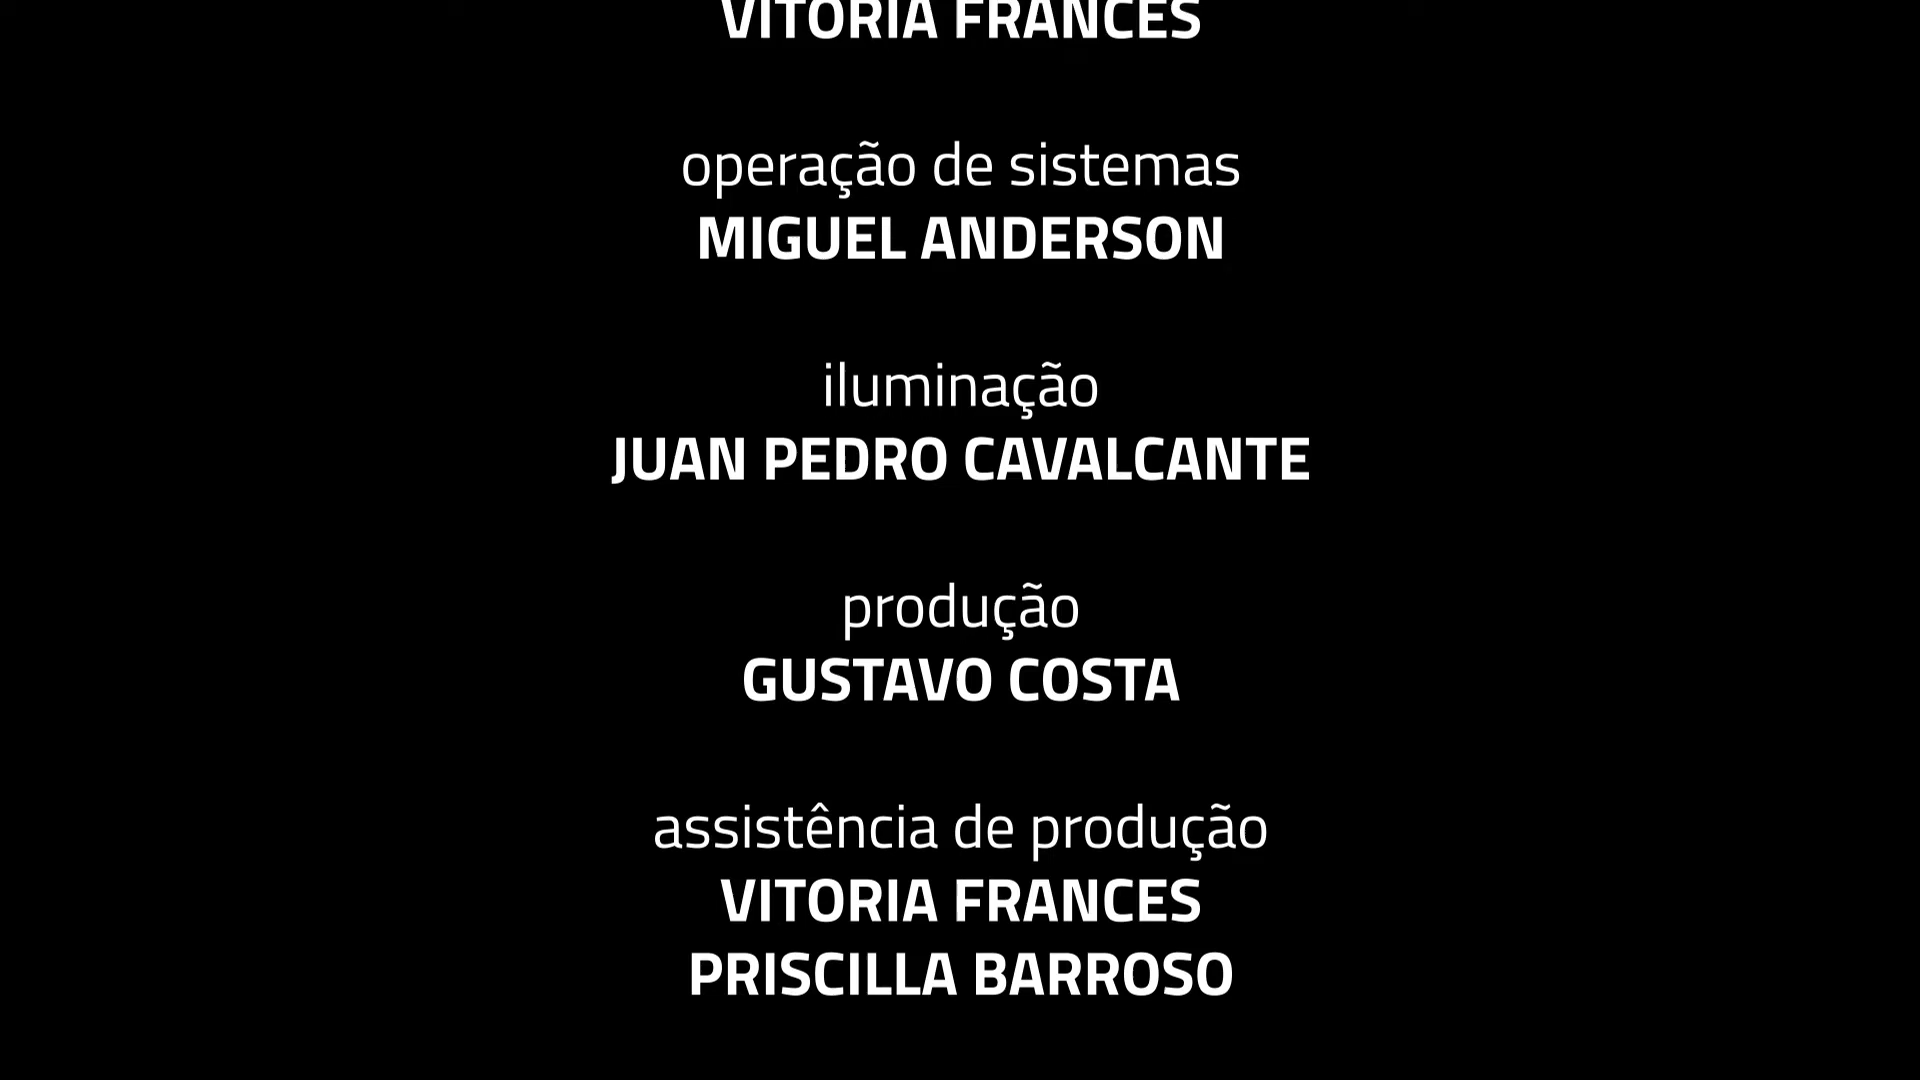 VITORIA FRANCES
operação de sistemas
MIGUEL ANDERSON
iluminação
JUAN PEDRO CAVALCANTE
produção
GUSTAVO COSTA
assistência de produção
VITORIA FRANCES
PRISCILLA BARROSO